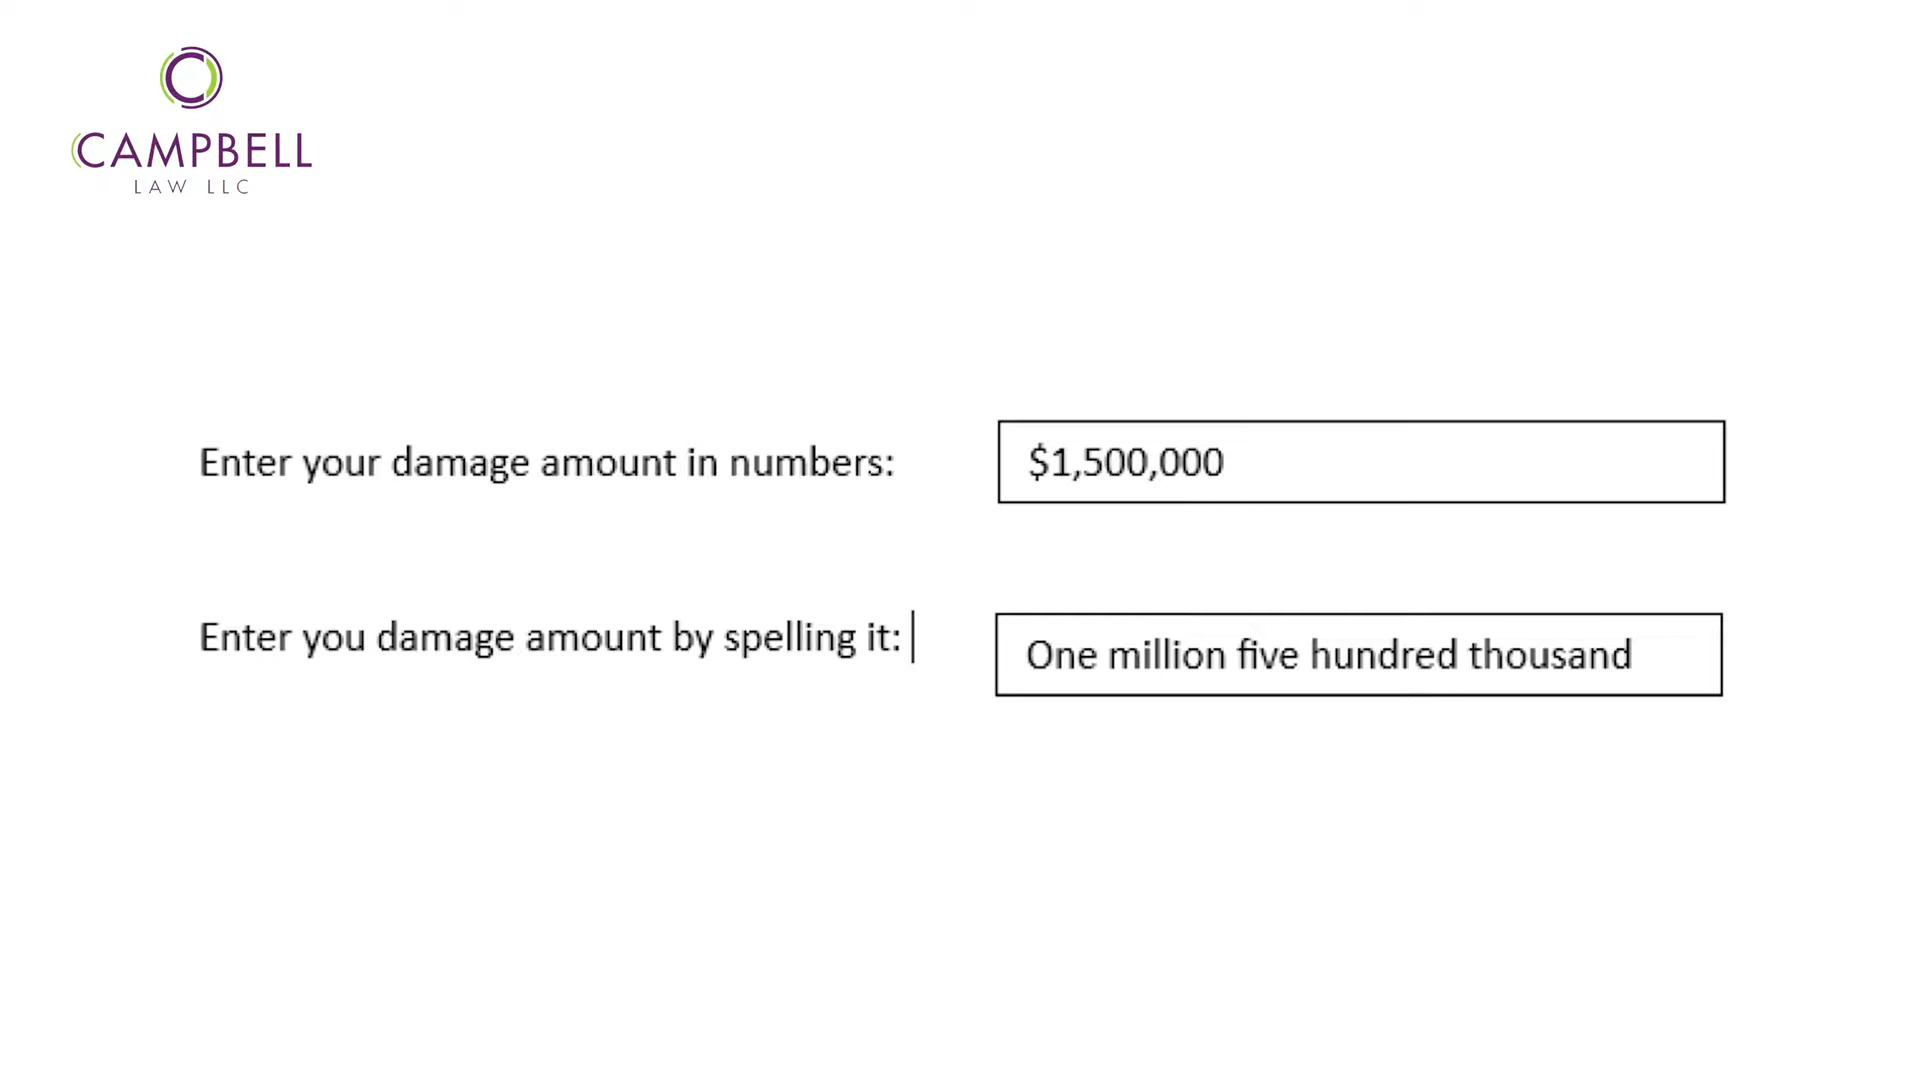 CAMPBELL
LAW LLC
Enter your damage amount in numbers:
$1,500,000
Enter you damage amount by spelling it:
One million five hundred thousand